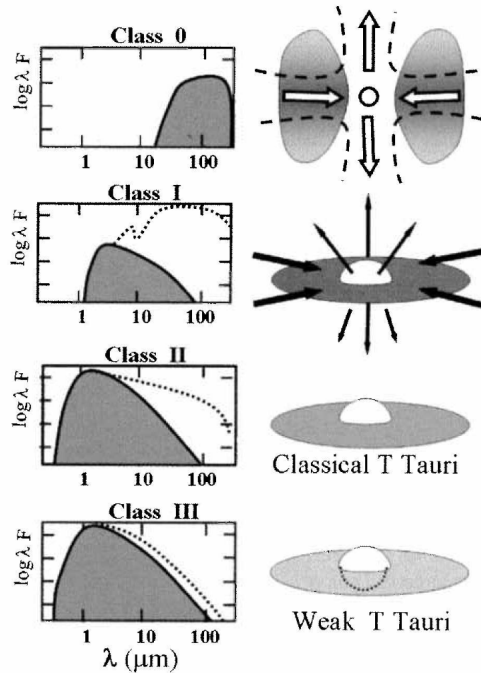 Class 0
log λ F
1 10 100
Class I
log λ F
1 10 100
Class II
log λ F
1 10 100
Classical T Tauri
Class III
log λ F
1 10 100
λ (μm)
Weak T Tauri